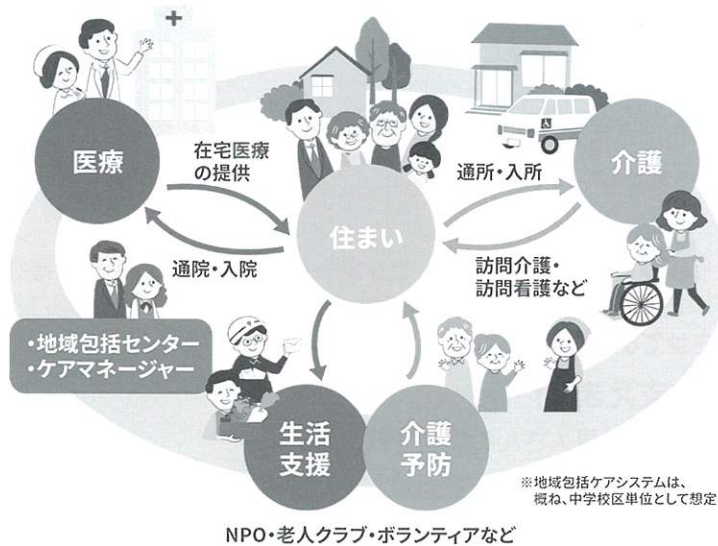 医療
在宅医療
の提供
通院・入院
住まい
通所・入所
介護
訪問介護・
訪問看護など
・地域包括センター
・ケアマネージャー
生活
支援
介護
予防
※地域包括ケアシステムは、
概ね、中学校区単位として想定
NPO・老人クラブ・ボランティアなど